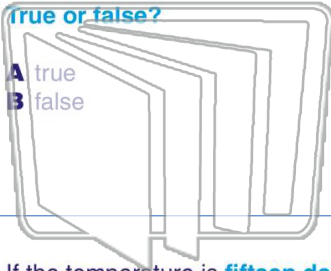 True or false?
A true
B false
If the temperature is fifteen de